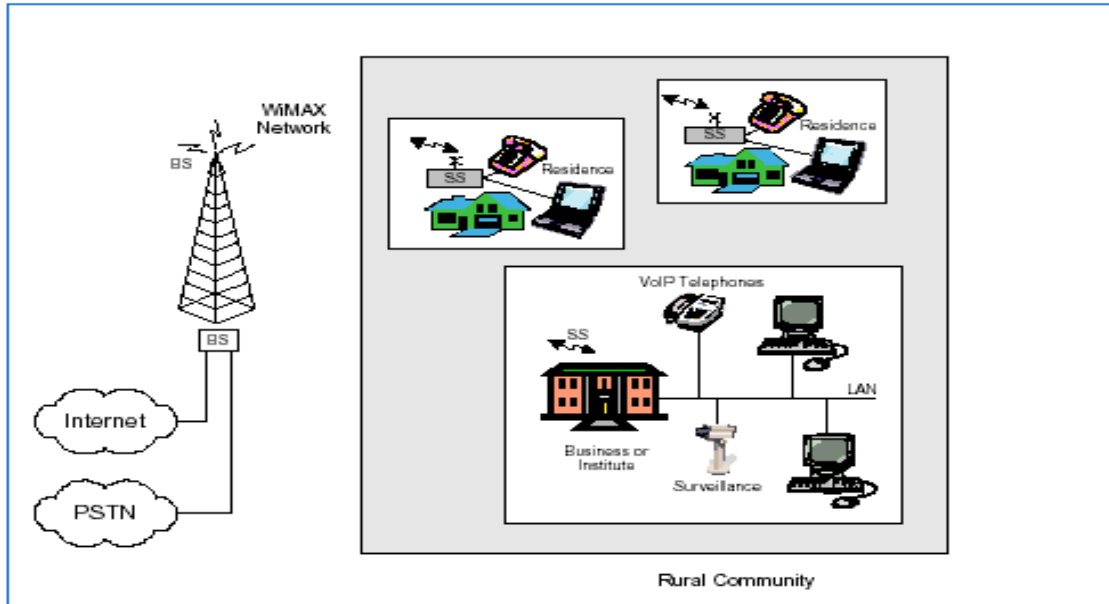 WiMAX
Network
BS
BS
Internet
PSTN
SS
Residence
SS
Residence
VoIP Telephones
SS
LAN
Business or
Institute
Surveillance
Rural Community